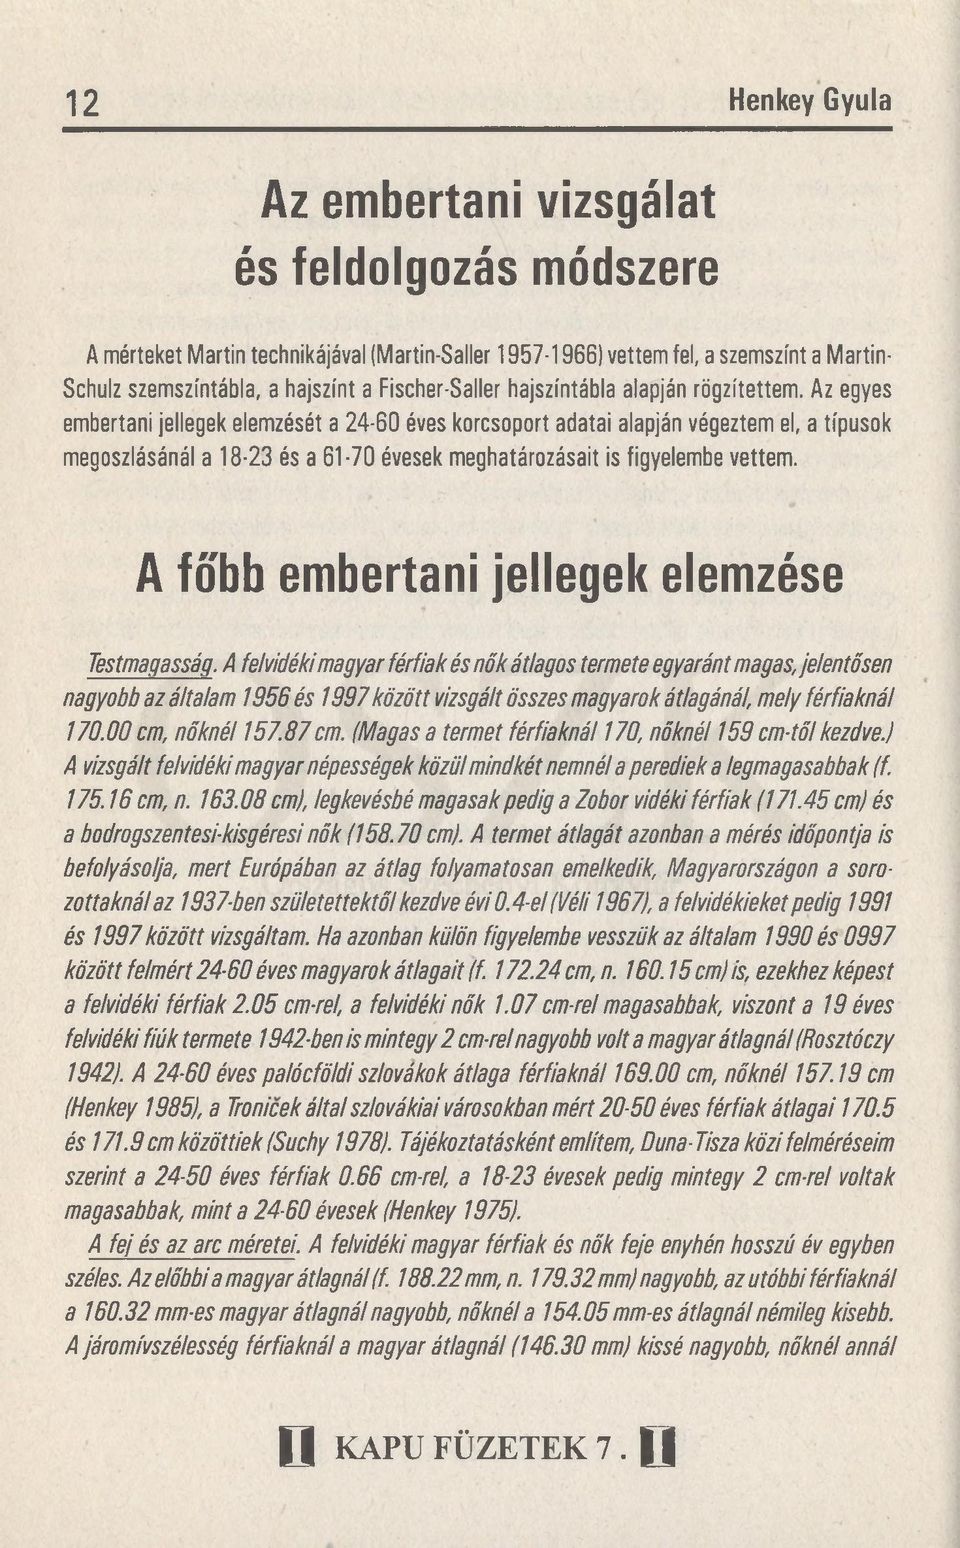 12 Henkey Gyula
Az embertani vizsgálat
és feldolgozás módszere
A mérteket Martin technikájával (Martin-Saller 1957-1966) vettem fel, a szemszínt a Martin-
Schulz szemszíntábla, a hajszínt a Fischer-Saller hajszíntábla alapján rögzítettem. Az egyes
embertani jellegek elemzését a 24-60 éves korcsoport adatai alapján végeztem el, a típusok
megoszlásánál a 18-23 és a 61-70 évesek meghatározásait is figyelembe vettem.
A főbb embertani jellegek elemzése
Testmagasság. A felvidéki magyar férfiak és nők átlagos termete egyaránt magas, jelentősen
nagyobb az általam 1956 és 1997 között vizsgált összes magyarok átlagánál, mely férfiaknál
170.00 cm, nőknél 157.87 cm. (Magas a termet férfiaknál 170, nőknél 159 cm-től kezdve.)
A vizsgált felvidéki magyar népességek közül mindkét nemnél a perediek a legmagasabbak (f.
175.16 cm, n. 163.08 cm), legkevésbé magasak pedig a Zobor vidéki férfiak (171.45 cm) és
a bodrogszentesi-kisgéresi nők (158.70 cm). A termet átlagát azonban a mérés időpontja is
befolyásolja, mert Európában az átlag folyamatosan emelkedik, Magyarországon a soro-
zottaknál az 1937-ben születettektől kezdve évi 0.4-el (Véli 1967), a felvidékieket pedig 1991
és 1997 között vizsgáltam. Ha azonban külön figyelembe vesszük az általam 1990 és 0997
között felmért 24-60 éves magyarok átlagait (f. 172.24 cm, n. 160.15 cm) is, ezekhez képest
a felvidéki férfiak 2.05 cm-rel, a felvidéki nők 1.07 cm-rel magasabbak, viszont a 19 éves
felvidéki fiúk termete 1942-ben is mintegy 2 cm-rel nagyobb volt a magyar átlagnál (Rosztóczy
1942). A 24-60 éves palócföldi szlovákok átlaga férfiaknál 169.00 cm, nőknél 157.19 cm
(Henkey 1985), a Troniček által szlovákiai városokban mért 20-50 éves férfiak átlagai 170.5
és 171.9 cm közöttiek (Suchy 1978). Tájékoztatásként említem, Duna-Tisza közi felméréseim
szerint a 24-50 éves férfiak 0.66 cm-rel, a 18-23 évesek pedig mintegy 2 cm-rel voltak
magasabbak, mint a 24-60 évesek (Henkey 1975).
A fej és az arc méretei. A felvidéki magyar férfiak és nők feje enyhén hosszú év egyben
széles. Az előbbi a magyar átlagnál (f. 188.22 mm, n. 179.32 mm) nagyobb, az utóbbi férfiaknál
a 160.32 mm-es magyar átlagnál nagyobb, nőknél a 154.05 mm-es átlagnál némileg kisebb.
A járomívszélesség férfiaknál a magyar átlagnál (146.30 mm) kissé nagyobb, nőknél annál
KAPU FÜZETEK 7.